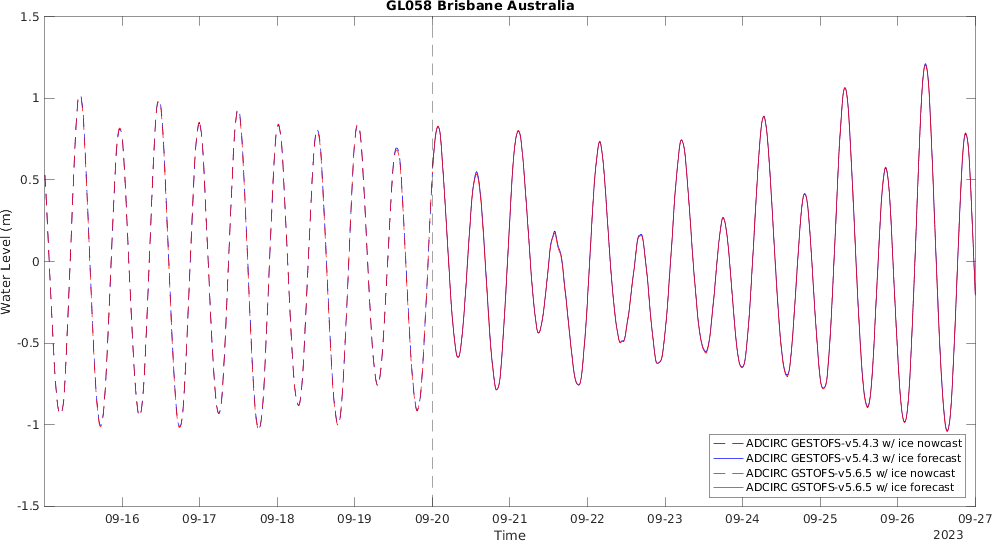 GL058 Brisbane Australia
1.5
1
0.5
0
-0.5
-1
-1.5
Water Level (m)
ADCIRC GESTOFS-v5.4.3 w/ ice nowcast
ADCIRC GESTOFS-v5.4.3 w/ ice forecast
ADCIRC GSTOFS-v5.6.5 w/ ice nowcast
ADCIRC GSTOFS-v5.6.5 w/ ice forecast
09-16 09-17 09-18 09-19 09-20 09-21 09-22 09-23 09-24 09-25 09-26 09-27
Time
2023